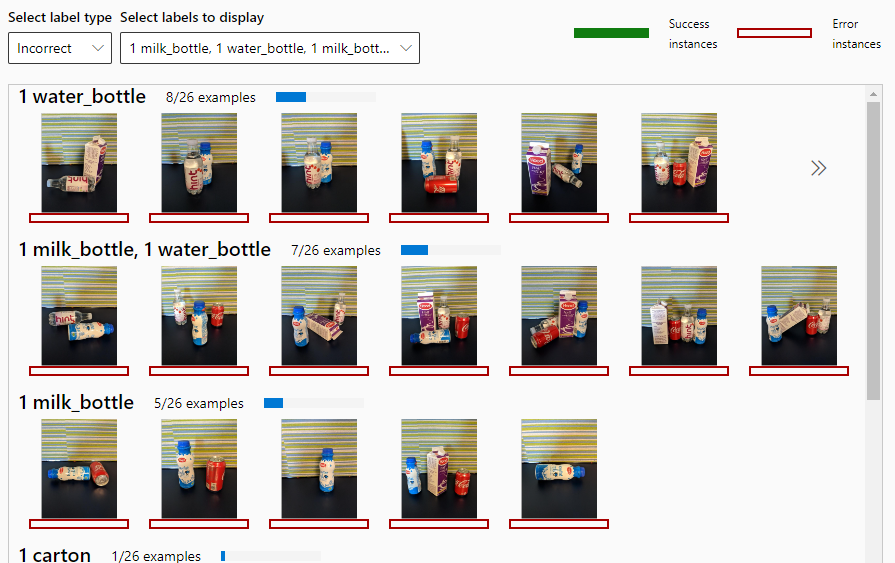 Select label type
Select labels to display
Incorrect
1 milk_bottle, 1 water_bottle, 1 milk_bott...
Success instances
Error instances
1 water_bottle 8/26 examples
1 milk_bottle, 1 water_bottle 7/26 examples
1 milk_bottle 5/26 examples
1 carton 1/26 examples